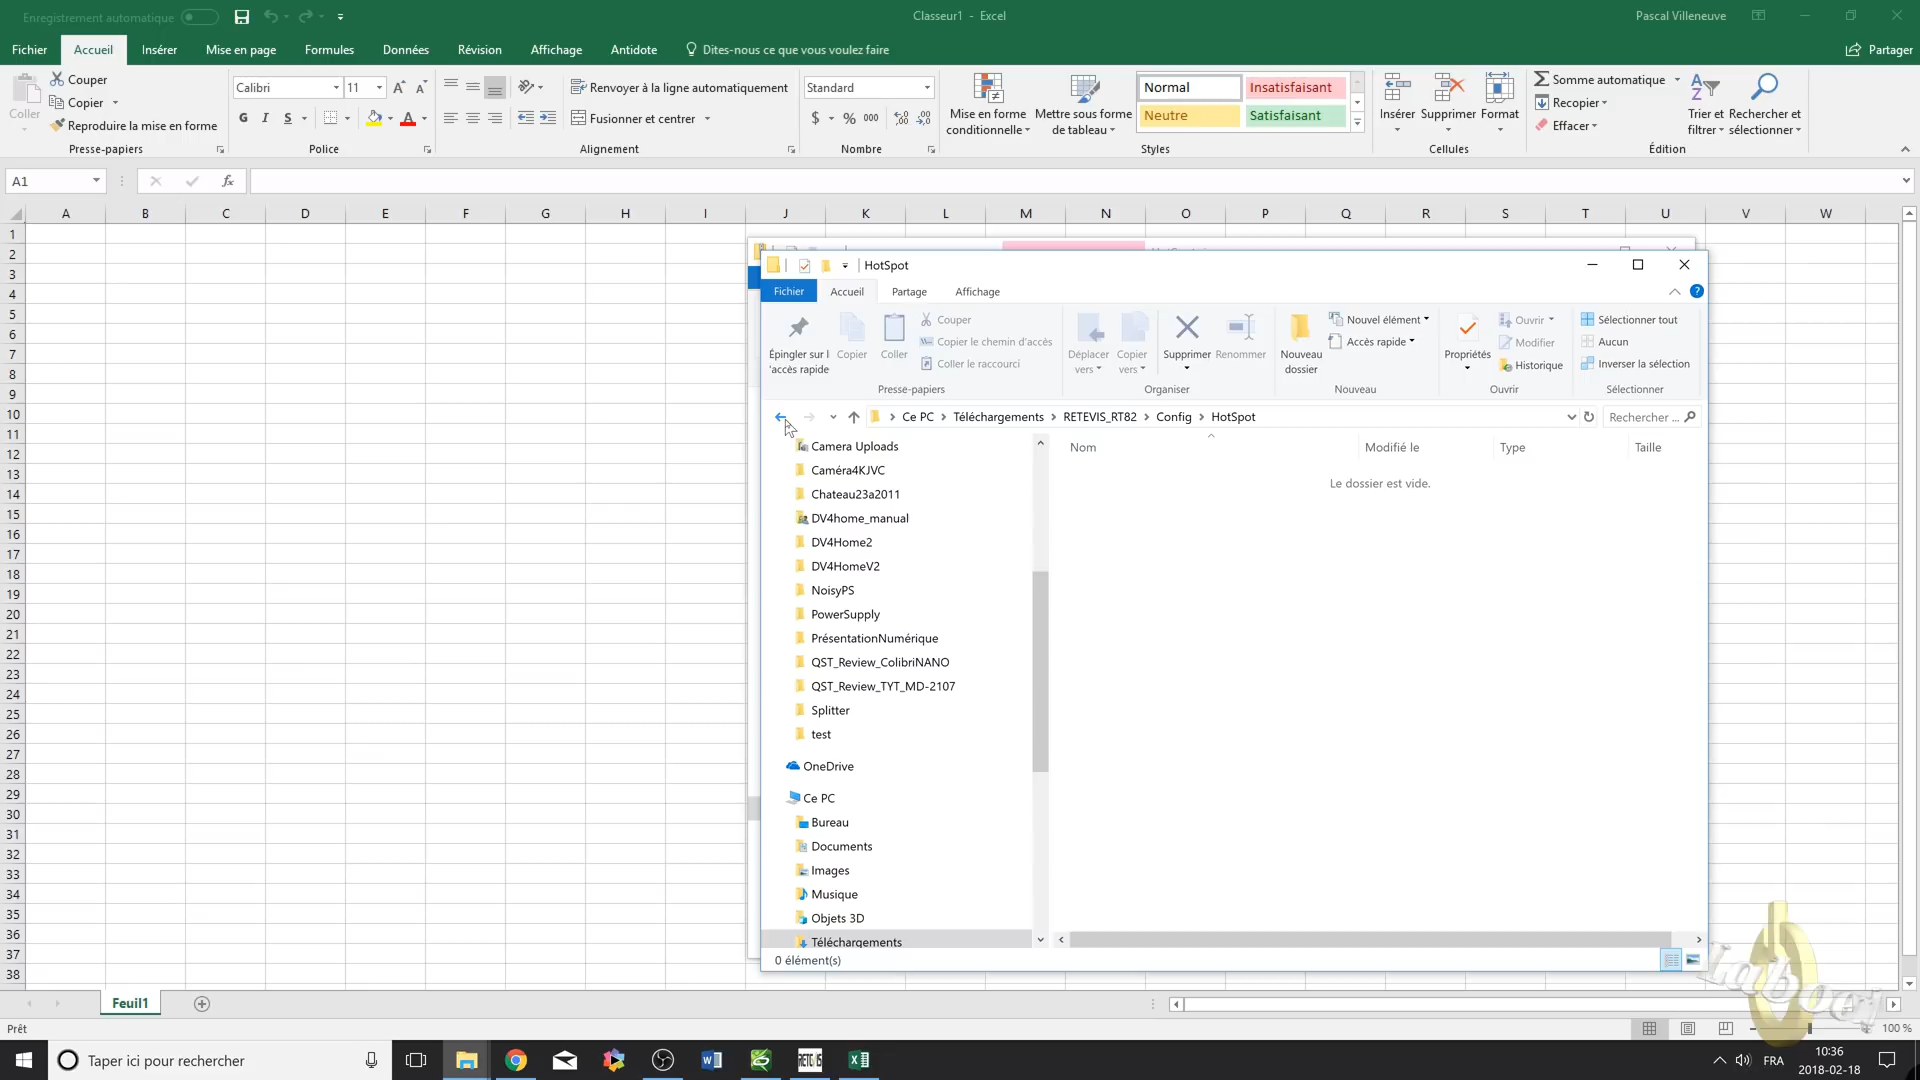 Enregistrement automatique
Classeur1 - Excel
Pascal Villeneuve
Fichier
Accueil
Insérer
Mise en page
Formules
Données
Révision
Affichage
Antidote
Dites-nous ce que vous voulez faire
Partager
Coller
Couper
Copier
Reproduire la mise en forme
Presse-papiers
Calibri
11
G I S
Police
Renvoyer à la ligne automatiquement
Fusionner et centrer
Alignement
Standard
$ % 000
Nombre
Mise en forme
conditionnelle
Mettre sous forme
de tableau
Normal
Insatisfaisant
Neutre
Satisfaisant
Styles
Insérer
Supprimer
Format
Cellules
Somme automatique
Recopier
Effacer
Trier et
filtrer
Rechercher et
sélectionner
Édition
A1
fx
A B C D E F G H I J K L M N O P Q R S T U V W
1
2
3
4
5
6
7
8
9
10
11
12
13
14
15
16
17
18
19
20
21
22
23
24
25
26
27
28
29
30
31
32
33
34
35
36
37
38
HotSpot
Fichier
Accueil
Partage
Affichage
Épingler sur l
'accès rapide
Copier
Coller
Couper
Copier le chemin d'accès
Coller le raccourci
Presse-papiers
Déplacer
vers
Copier
vers
Supprimer
Renommer
Organiser
Nouveau
dossier
Nouvel élément
Accès rapide
Nouveau
Propriétés
Ouvrir
Modifier
Historique
Ouvrir
Sélectionner tout
Aucun
Inverser la sélection
Sélectionner
Ce PC > Téléchargements > RETEVIS_RT82 > Config > HotSpot
Rechercher ...
Nom
Modifié le
Type
Taille
Le dossier est vide.
Camera Uploads
Caméra4KJVC
Chateau23a2011
DV4home_manual
DV4Home2
DV4HomeV2
NoisyPS
PowerSupply
PrésentationNumérique
QST_Review_ColibriNANO
QST_Review_TYT_MD-2107
Splitter
test
OneDrive
Ce PC
Bureau
Documents
Images
Musique
Objets 3D
Téléchargements
0 élément(s)
Feuil1
Prêt
100 %
Taper ici pour rechercher
FRA
10:36
2018-02-18